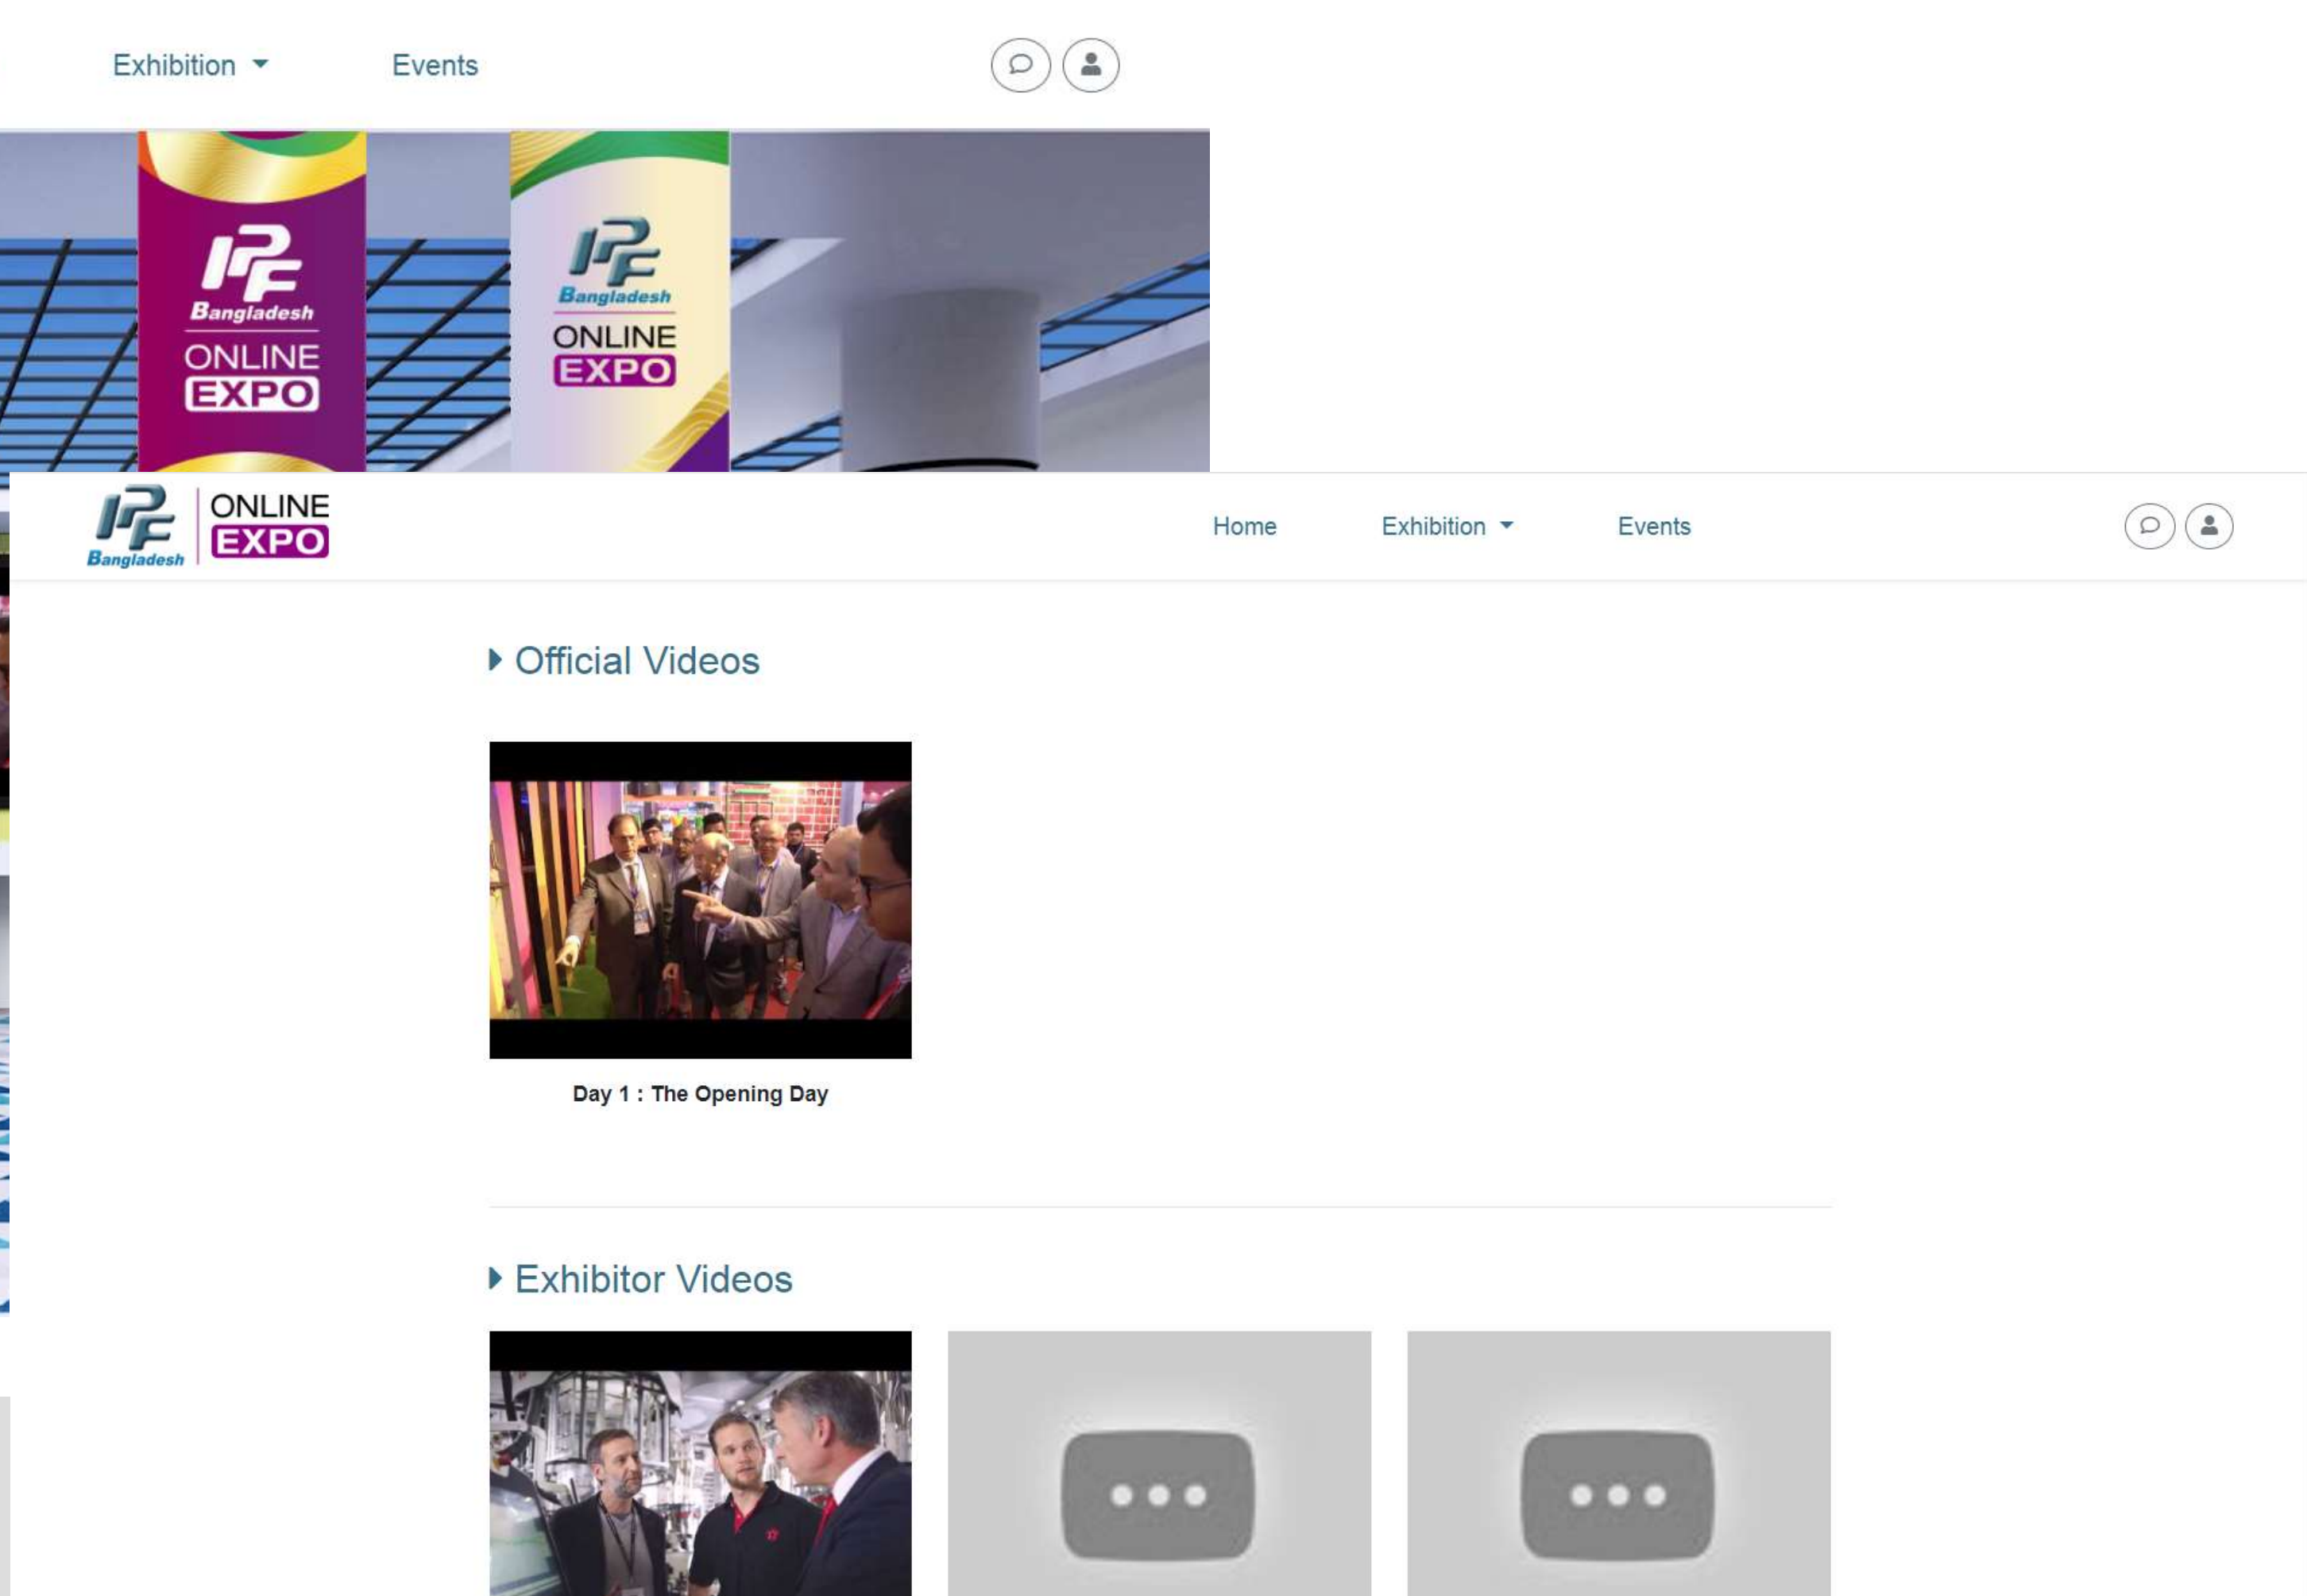 Exhibition
Events
IPF
Bangladesh
ONLINE
EXPO
IPF
Bangladesh
ONLINE
EXPO
IPF
Bangladesh
ONLINE
EXPO
Home
Exhibition
Events
Official Videos
Day 1 : The Opening Day
Exhibitor Videos